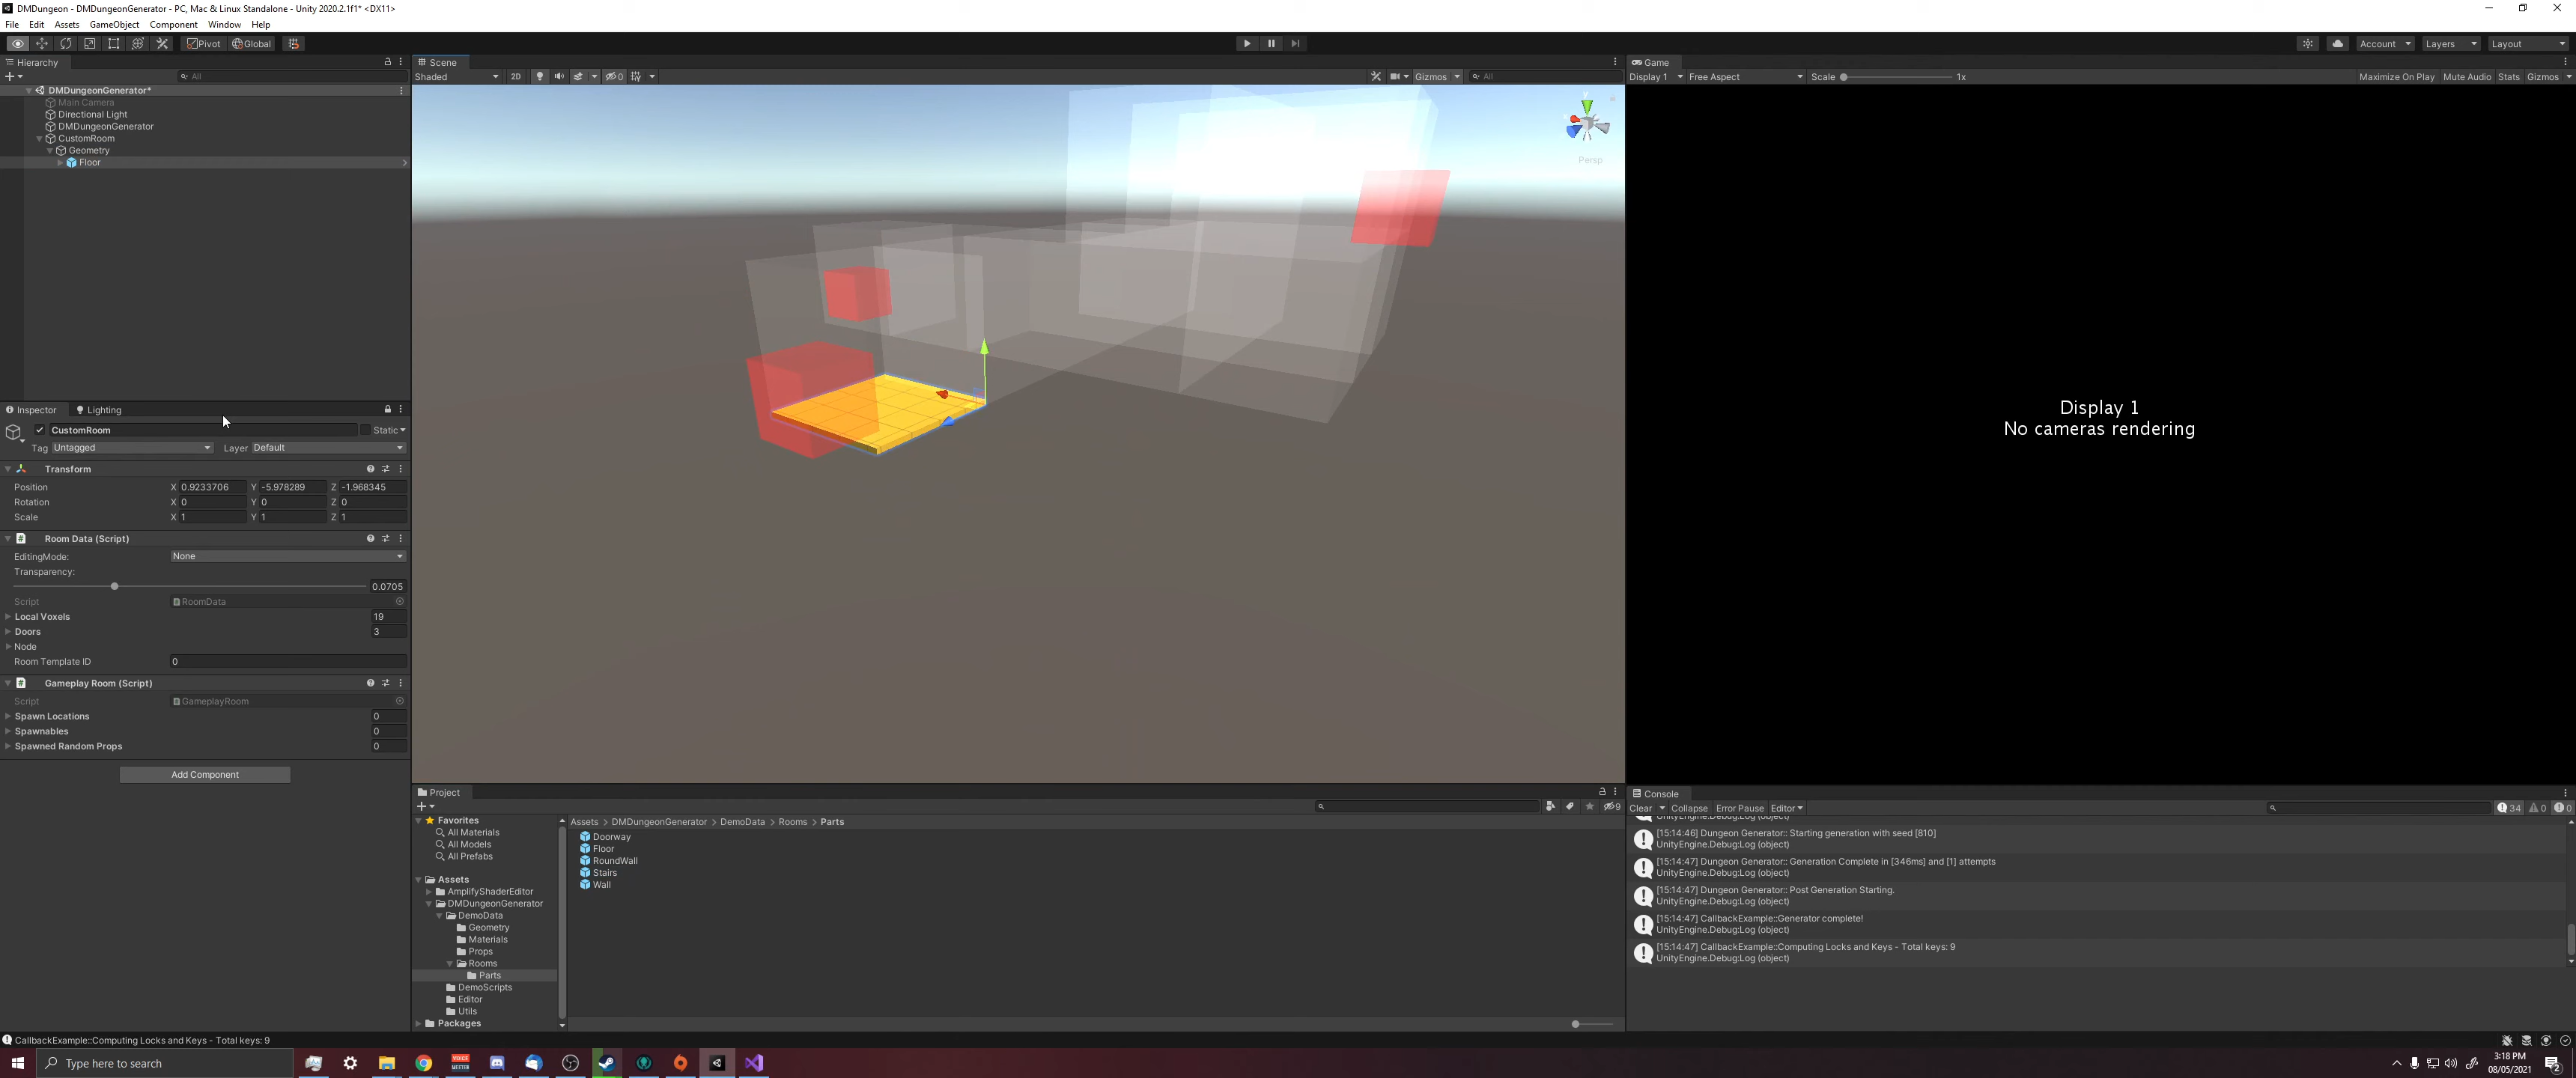 DMDungeon - DMDungeonGenerator - PC, Mac & Linux Standalone - Unity 2020.2.1f1* <DX11>
File Edit Assets GameObject Component Window Help
Pivot Global Account Layers Layout
Hierarchy
All
DMDungeonGenerator*
Main Camera
Directional Light
DMDungeonGenerator
CustomRoom
Geometry
Floor
Inspector Lighting
CustomRoom Static
Tag Untagged Layer Default
Transform
Position X 0.9233706 Y -5.978289 Z -1.968345
Rotation X 0 Y 0 Z 0
Scale X 1 Y 1 Z 1
Room Data (Script)
EditingMode: None
Transparency:
0.0705
Script RoomData
Local Voxels 19
Doors 3
Node
Room Template ID 0
Gameplay Room (Script)
Script GameplayRoom
Spawn Locations 0
Spawnables 0
Spawned Random Props 0
Add Component
Scene
Shaded 2D 0 Gizmos All
y
Persp
Game
Display 1 Free Aspect Scale 1x Maximize On Play Mute Audio Stats Gizmos
Display 1
No cameras rendering
Project
9
Favorites
All Materials
All Models
All Prefabs
Assets
AmplifyShaderEditor
DMDungeonGenerator
DemoData
Geometry
Materials
Props
Rooms
Parts
DemoScripts
Editor
Utils
Packages
Assets > DMDungeonGenerator > DemoData > Rooms > Parts
Doorway
Floor
RoundWall
Stairs
Wall
Console
Clear Collapse Error Pause Editor 34 0 0
UnityEngine.Debug:Log (object)
[15:14:46] Dungeon Generator:: Starting generation with seed [810]
UnityEngine.Debug:Log (object)
[15:14:47] Dungeon Generator:: Generation Complete in [346ms] and [1] attempts
UnityEngine.Debug:Log (object)
[15:14:47] Dungeon Generator:: Post Generation Starting.
UnityEngine.Debug:Log (object)
[15:14:47] CallbackExample::Generator complete!
UnityEngine.Debug:Log (object)
[15:14:47] CallbackExample::Computing Locks and Keys - Total keys: 9
UnityEngine.Debug:Log (object)
CallbackExample::Computing Locks and Keys - Total keys: 9
Type here to search
VOICE
3:18 PM
08/05/2021
2